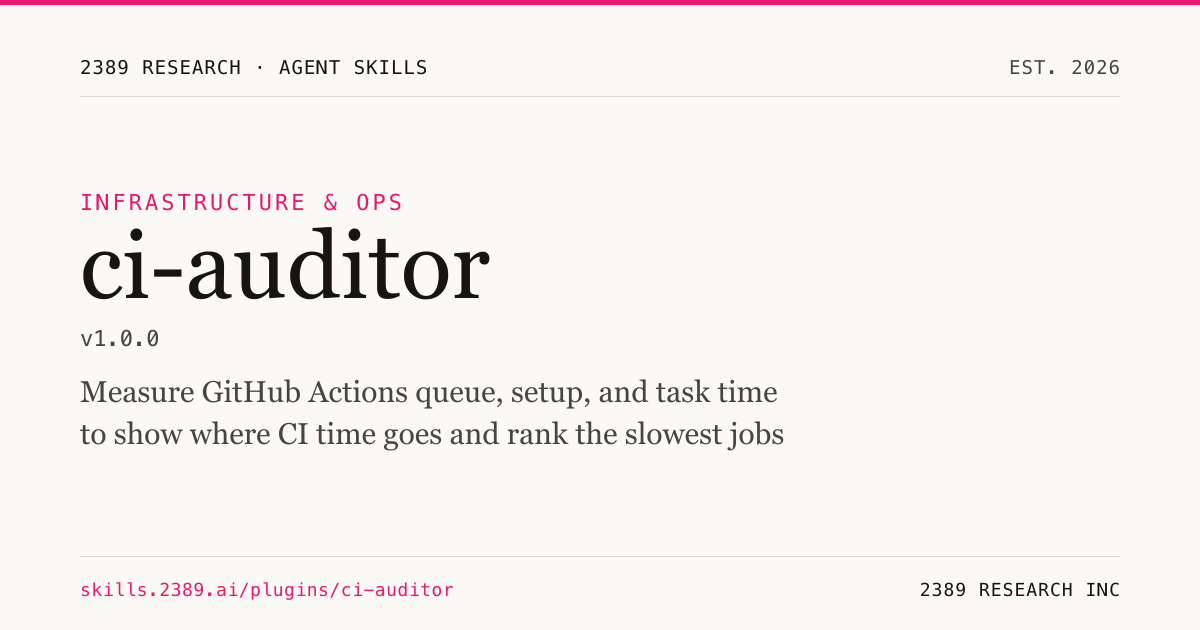 2389 RESEARCH · AGENT SKILLS
EST. 2026
INFRASTRUCTURE & OPS
ci-auditor
v1.0.0
Measure GitHub Actions queue, setup, and task time
to show where CI time goes and rank the slowest jobs
skills.2389.ai/plugins/ci-auditor
2389 RESEARCH INC